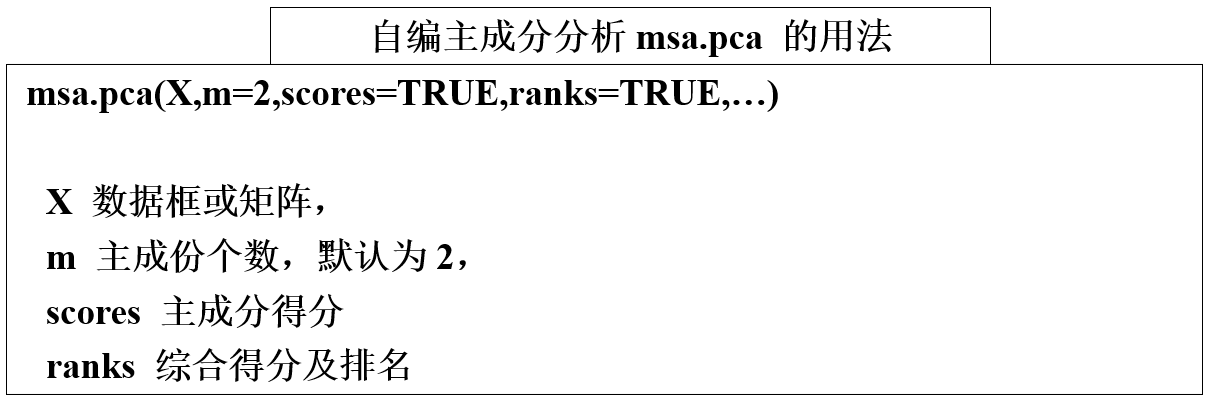 自编主成分分析 msa.pca 的用法
msa.pca(X,m=2,scores=TRUE,ranks=TRUE,…)
X 数据框或矩阵，
m 主成份个数，默认为 2，
scores 主成分得分
ranks 综合得分及排名